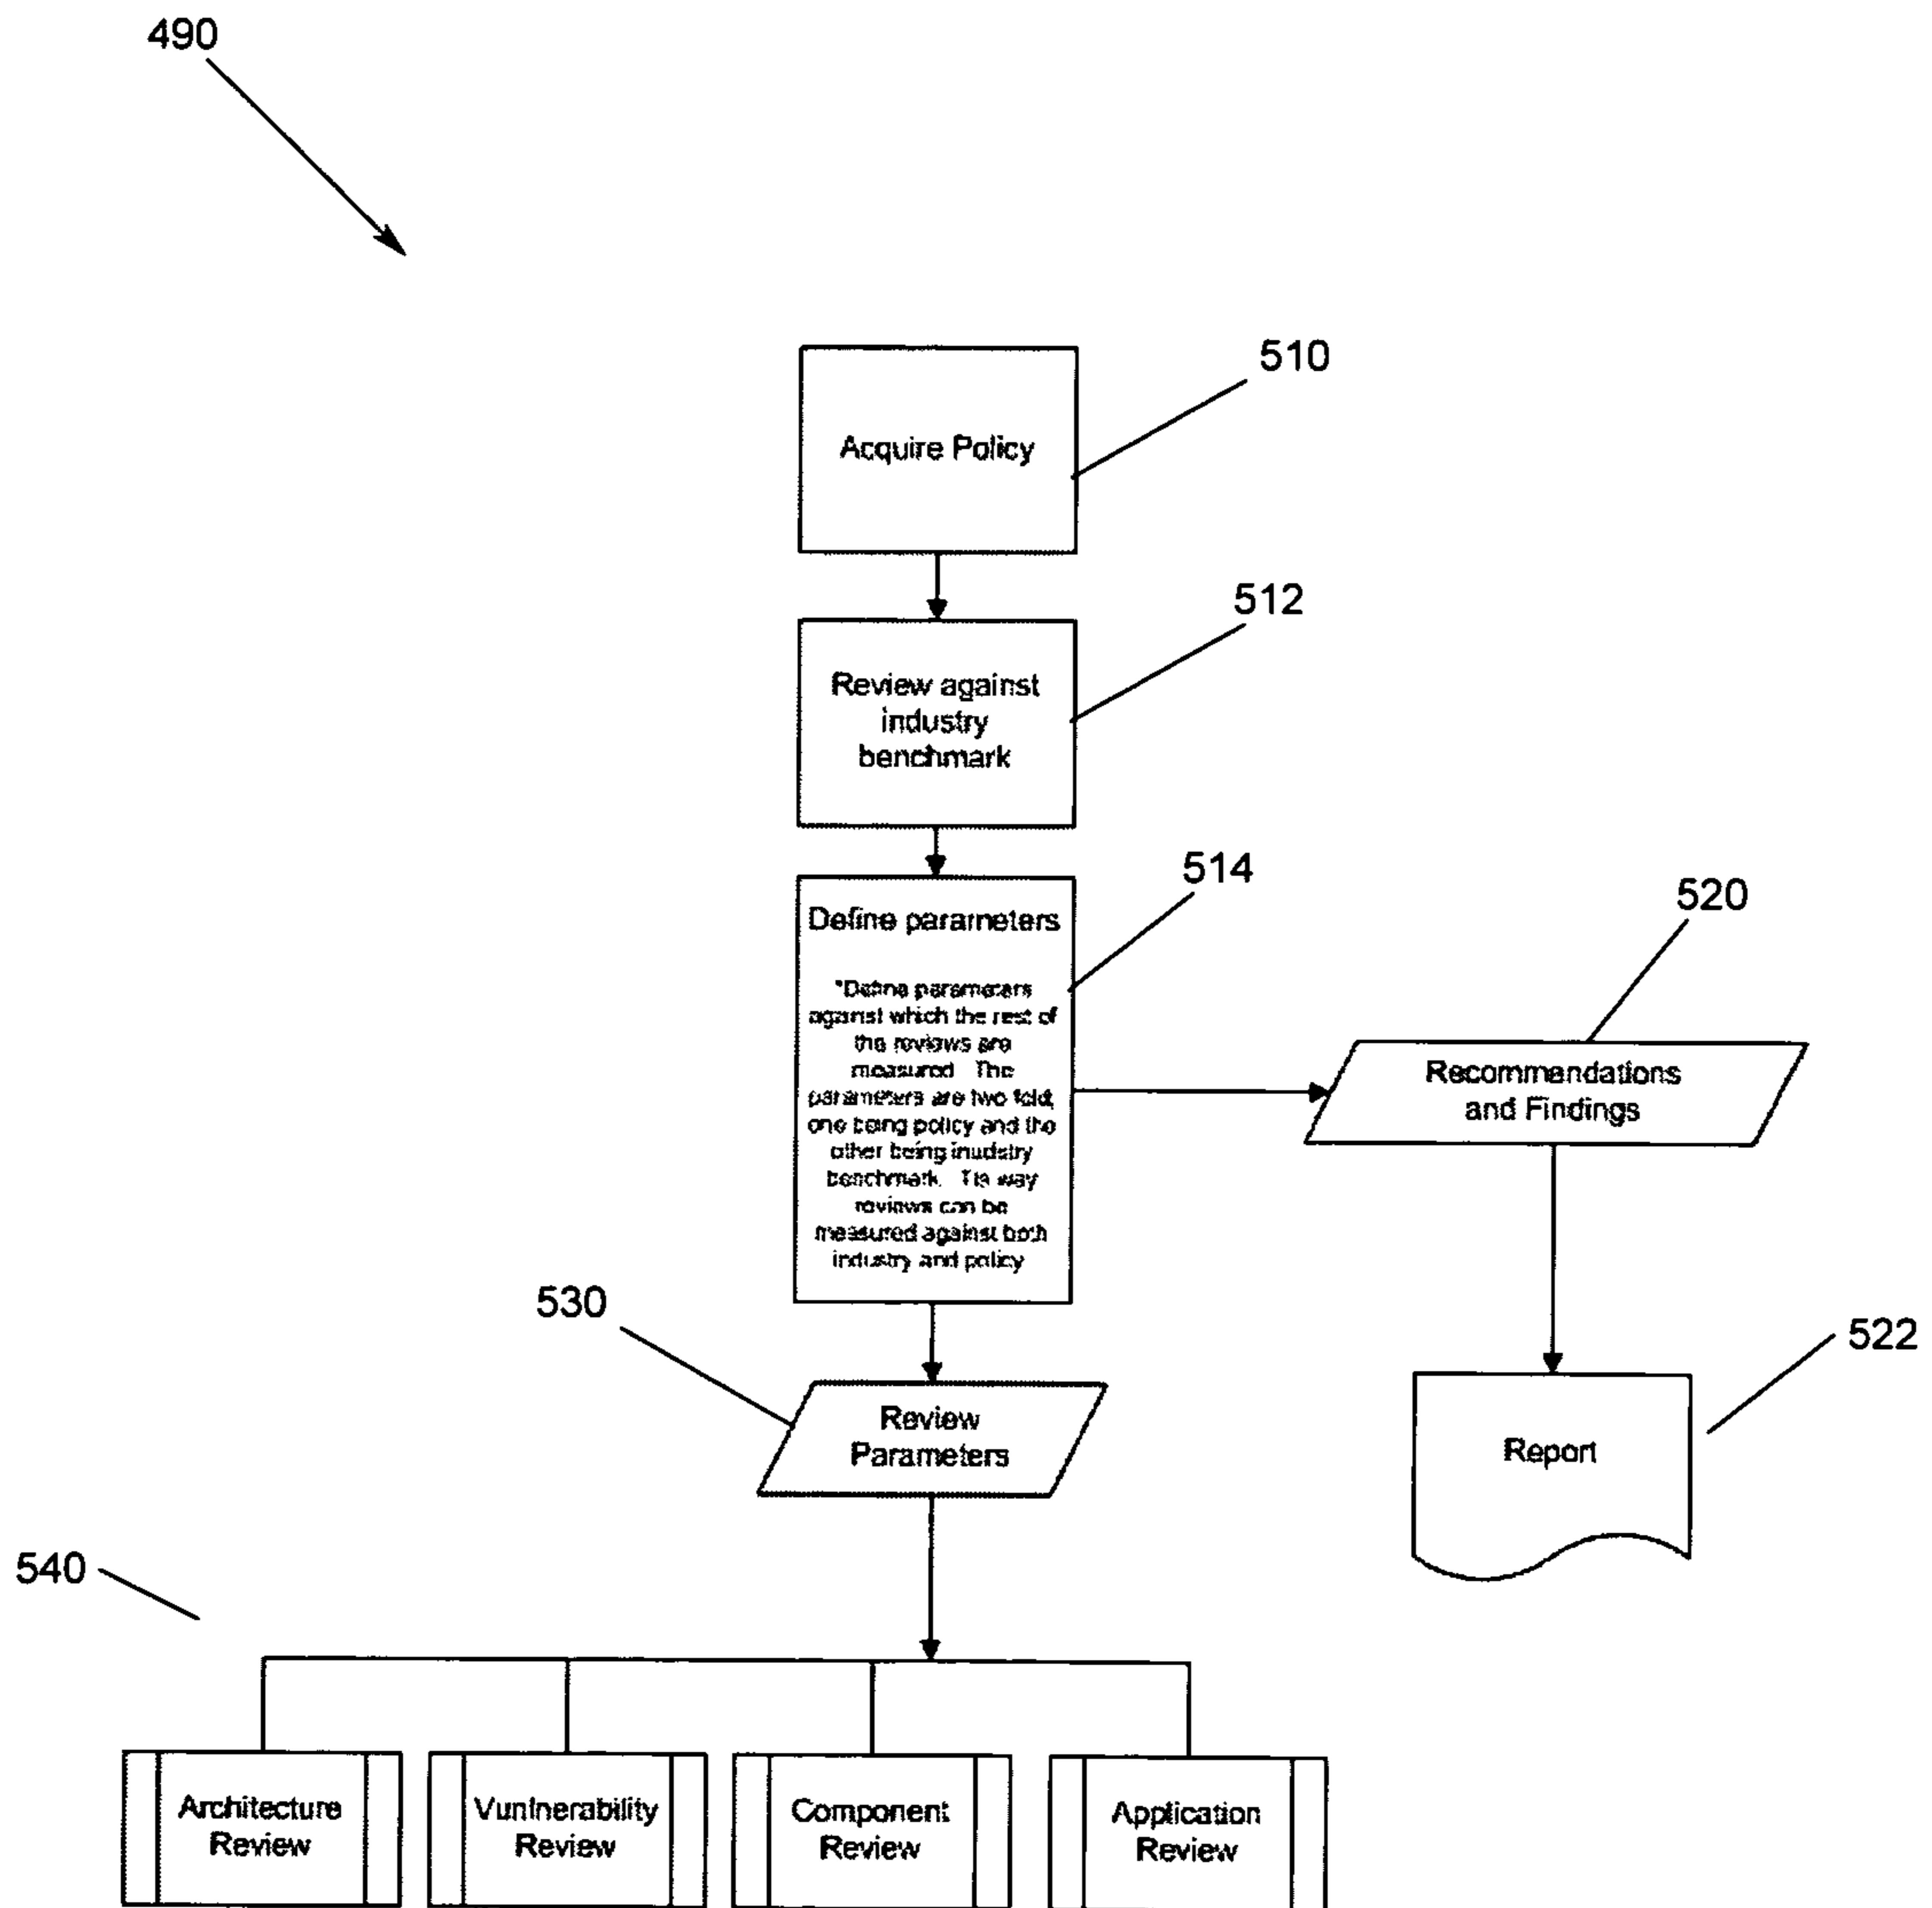 490
510
Acquire Policy
512
Review against
industry
benchmark
514
Define parameters
*Define parameters
against which the rest of
the reviews are
measured. The
parameters are two fold,
one being policy and the
other being inudstry
benchmark. Tis way
reviews can be
measured against both
industry and policy
520
Recommendations
and Findings
530
Review
Parameters
522
Report
540
Architecture
Review
Vunlnerability
Review
Component
Review
Application
Review